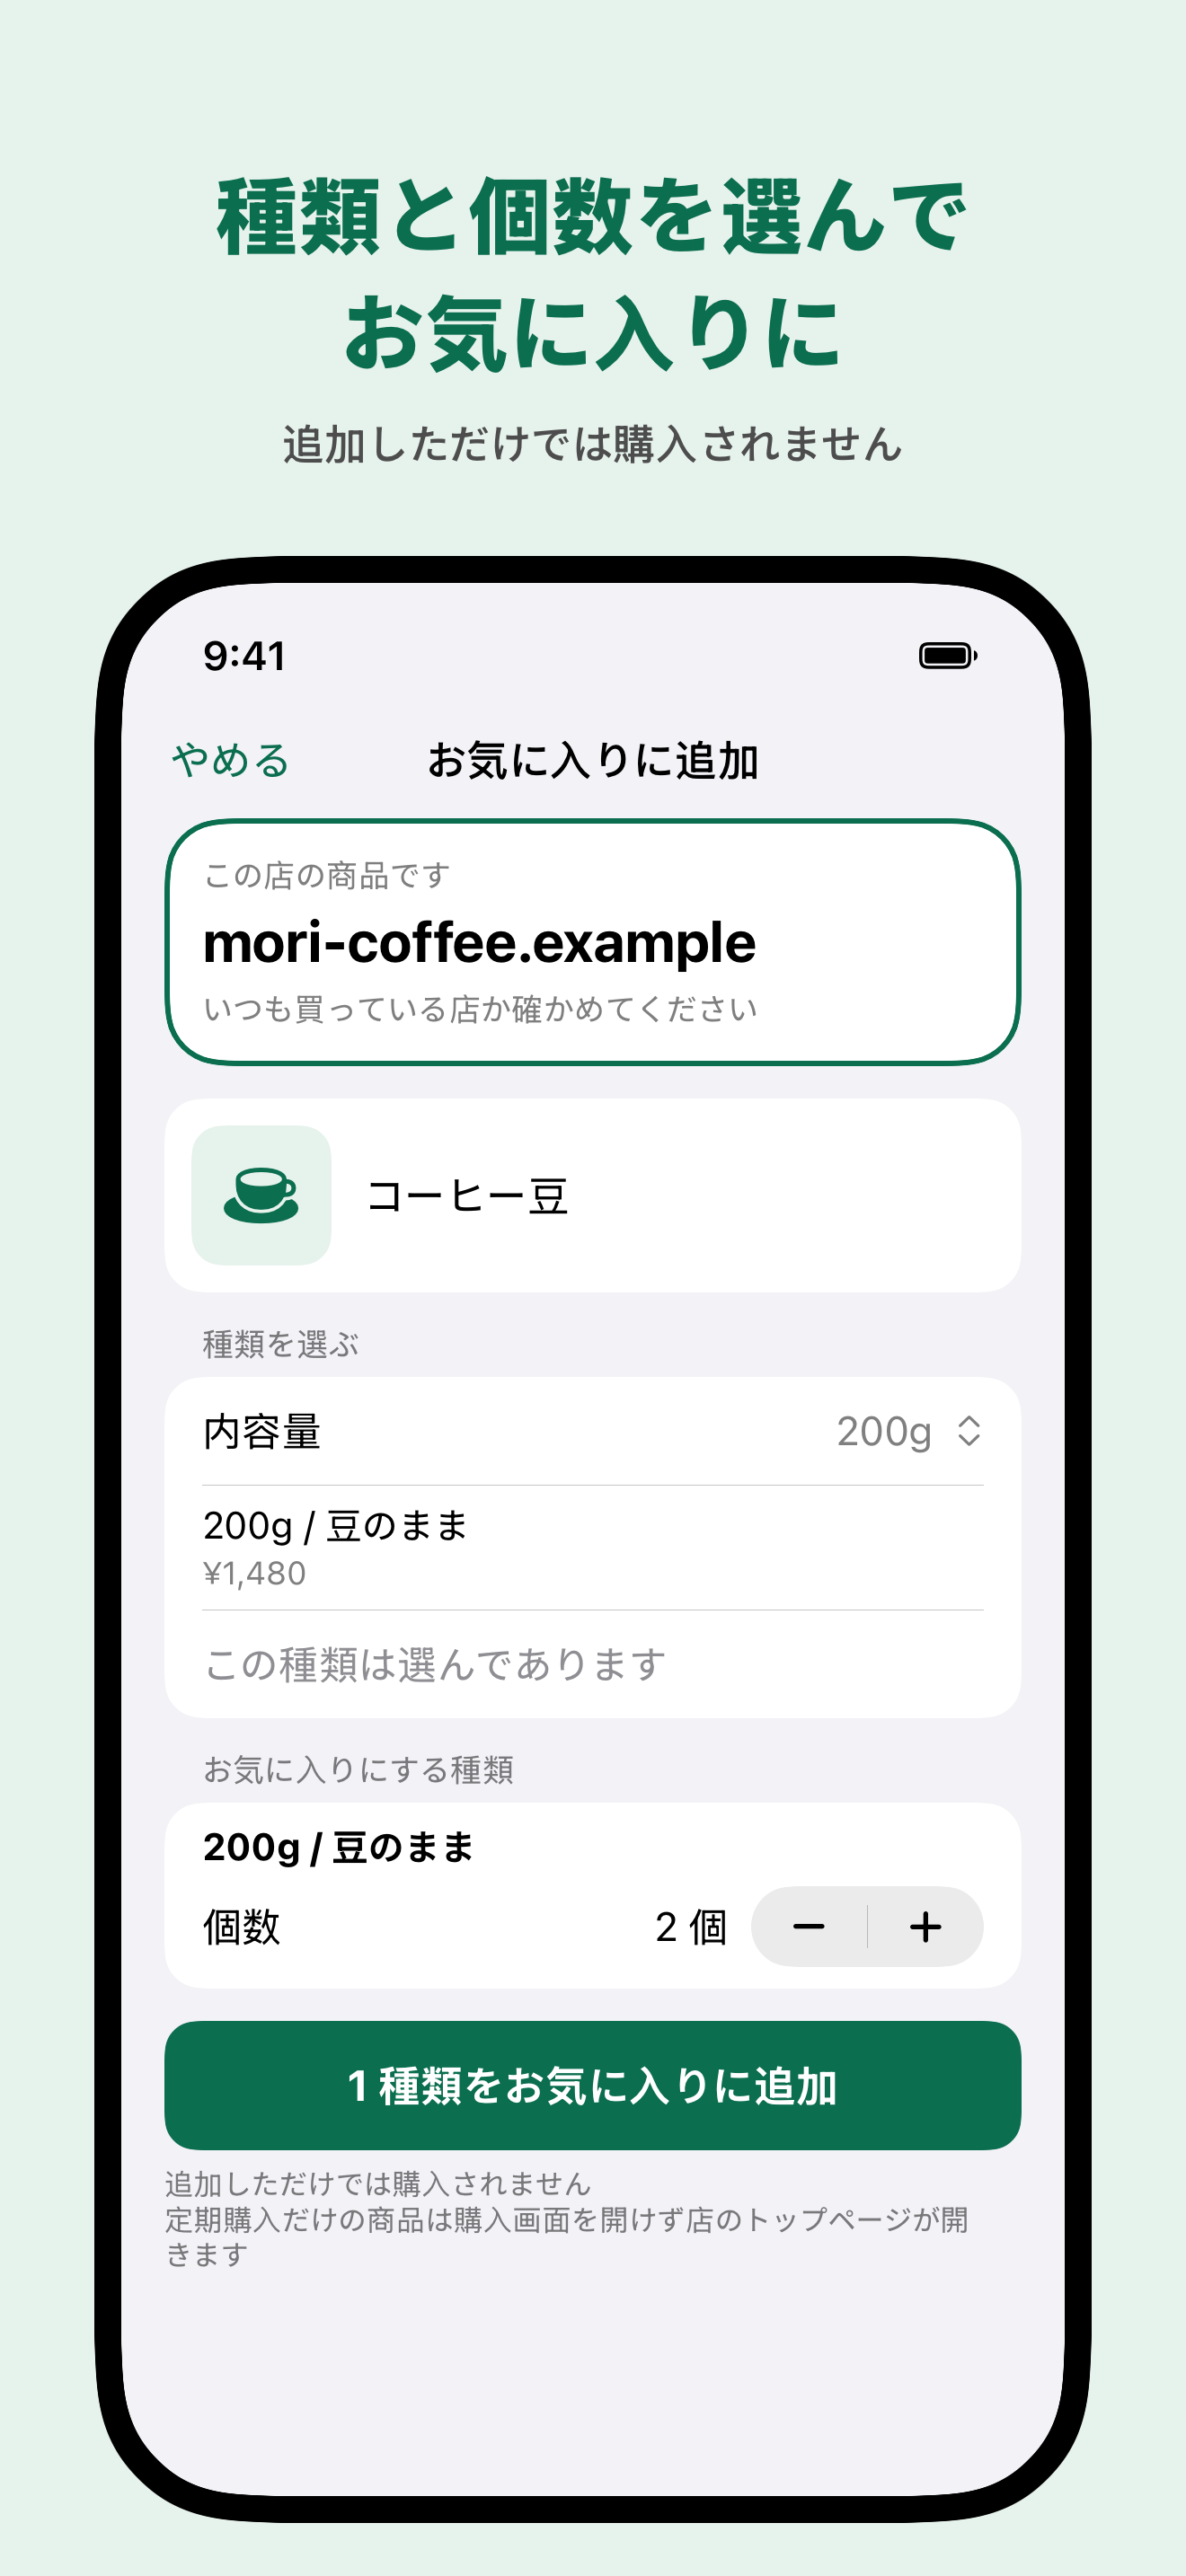 種類と個数を選んで
お気に入りに
追加しただけでは購入されません
9:41
やめる
お気に入りに追加
この店の商品です
mori-coffee.example
いつも買っている店か確かめてください
コーヒー豆
種類を選ぶ
内容量
200g
200g / 豆のまま
¥1,480
この種類は選んであります
お気に入りにする種類
200g / 豆のまま
個数
2 個
1 種類をお気に入りに追加
追加しただけでは購入されません
定期購入だけの商品は購入画面を開けず店のトップページが開
きます